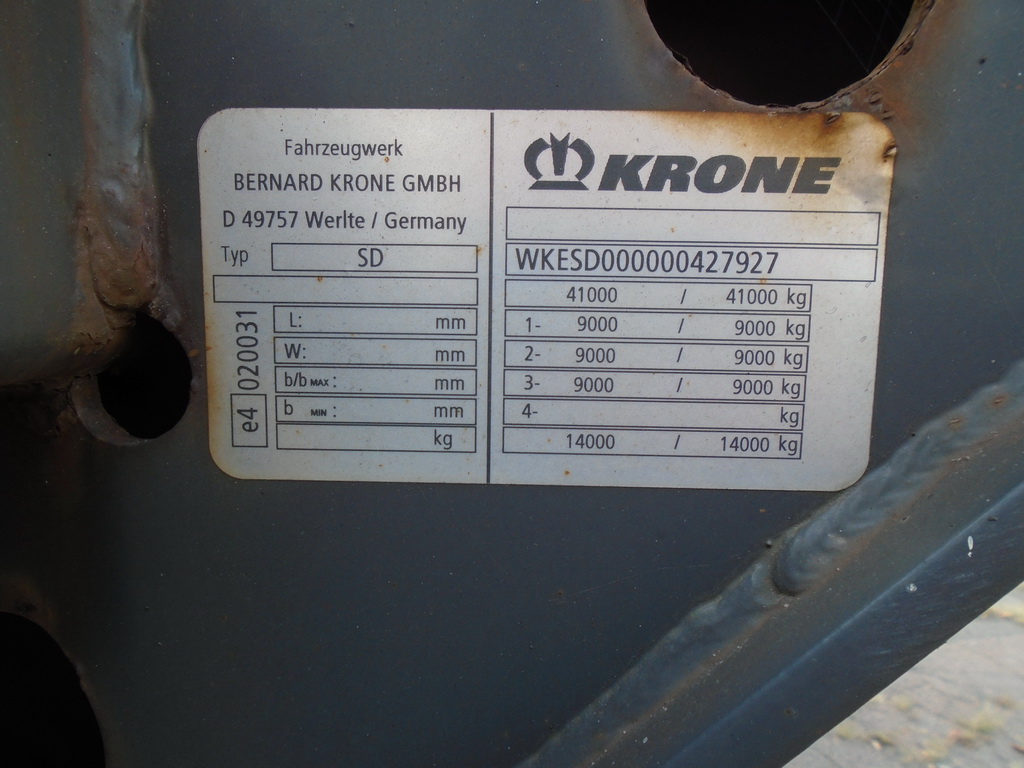 Fahrzeugwerk
BERNARD KRONE GMBH
D 49757 Werlte / Germany
Typ SD
L: mm
W: mm
b/b MAX: mm
b MIN: mm
kg
e4 020031
KRONE
WKESD000000427927
41000 / 41000 kg
1- 9000 / 9000 kg
2- 9000 / 9000 kg
3- 9000 / 9000 kg
4- kg
14000 / 14000 kg